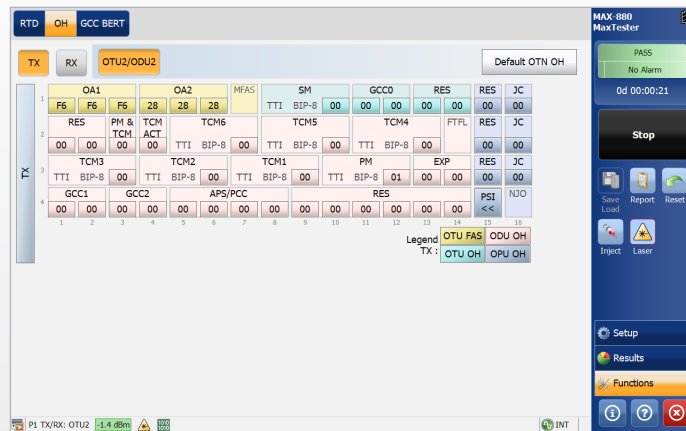 RTD OH GCC BERT
MAX-880
MaxTester
TX RX OTU2/ODU2 Default OTN OH
PASS
No Alarm
0d 00:00:21
Stop
OA1 OA2 MFAS SM GCC0 RES RES JC
1 F6 F6 F6 28 28 28 TTI BIP-8 00 00 00 00 00 00 00
RES PM & TCM TCM ACT TCM6 TCM5 TCM4 FTFL RES JC
2 00 00 00 00 TTI BIP-8 00 TTI BIP-8 00 TTI BIP-8 00 00 00
TX
TCM3 TCM2 TCM1 PM EXP RES JC
3 TTI BIP-8 00 TTI BIP-8 00 TTI BIP-8 00 TTI BIP-8 01 00 00 00 00
GCC1 GCC2 APS/PCC RES PSI NJO
4 00 00 00 00 00 00 00 00 00 00 00 00 00 00 <<
1 2 3 4 5 6 7 8 9 10 11 12 13 14 15 16
Legend OTU FAS ODU OH
TX : OTU OH OPU OH
Save Load Report Reset
Inject Laser
Setup
Results
Functions
P1 TX/RX: OTU2 -1.4 dBm 1010 1010 INT